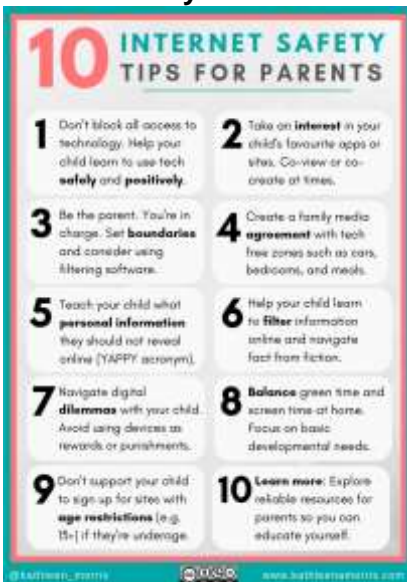 10 INTERNET SAFETY
TIPS FOR PARENTS
1 Don't block all access to
technology. Help your
child learn to use tech
safely and positively.
2 Take an interest in your
child's favourite apps or
sites. Co-view or co-
create at times.
3 Be the parent. You're in
charge. Set boundaries
and consider using
filtering software.
4 Create a family media
agreement with tech
free zones such as cars,
bedrooms, and meals.
5 Teach your child what
personal information
they should not reveal
online (YAPPY acronym).
6 Help your child learn
to filter information
online and navigate
fact from fiction.
7 Navigate digital
dilemmas with your child.
Avoid using devices as
rewards or punishments.
8 Balance green time and
screen time at home.
Focus on basic
developmental needs.
9 Don't support your child
to sign up for sites with
age restrictions (e.g.
13+) if they're underage.
10 Learn more: Explore
reliable resources for
parents so you can
educate yourself.
@kathleen_morris
www.kathleenamorris.com